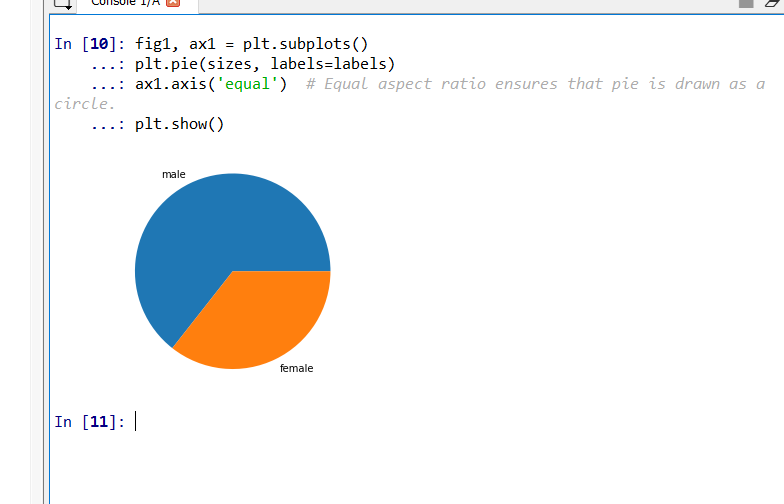 Console 1/A
In [10]: fig1, ax1 = plt.subplots()
...: plt.pie(sizes, labels=labels)
...: ax1.axis('equal')  # Equal aspect ratio ensures that pie is drawn as a
circle.
...: plt.show()
male
female
In [11]: